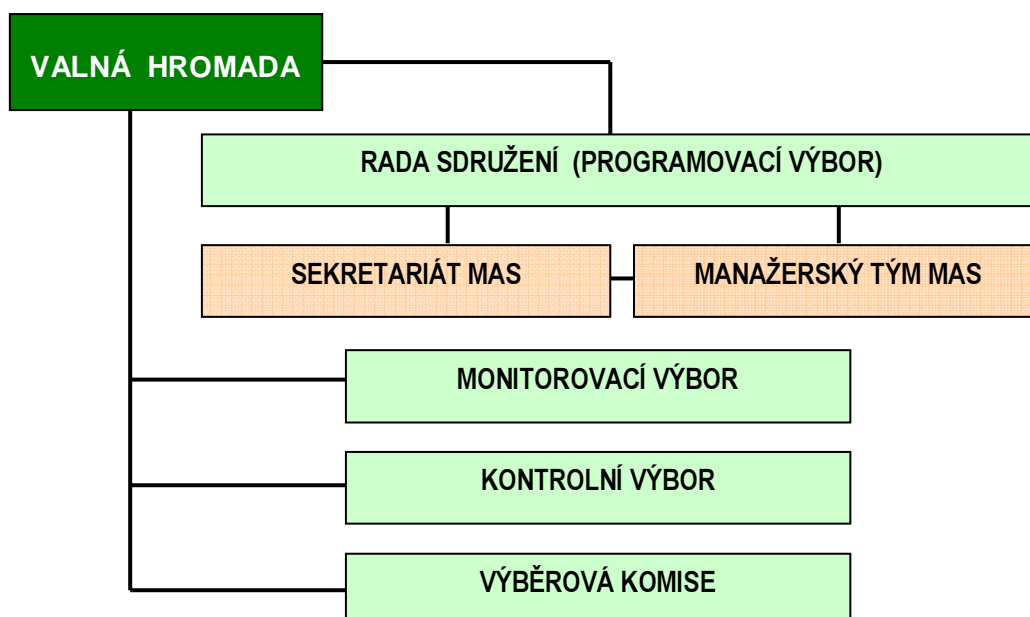 VALNÁ HROMADA
RADA SDRUŽENÍ (PROGRAMOVACÍ VÝBOR)
SEKRETARIÁT MAS
MANAŽERSKÝ TÝM MAS
MONITOROVACÍ VÝBOR
KONTROLNÍ VÝBOR
VÝBĚROVÁ KOMISE